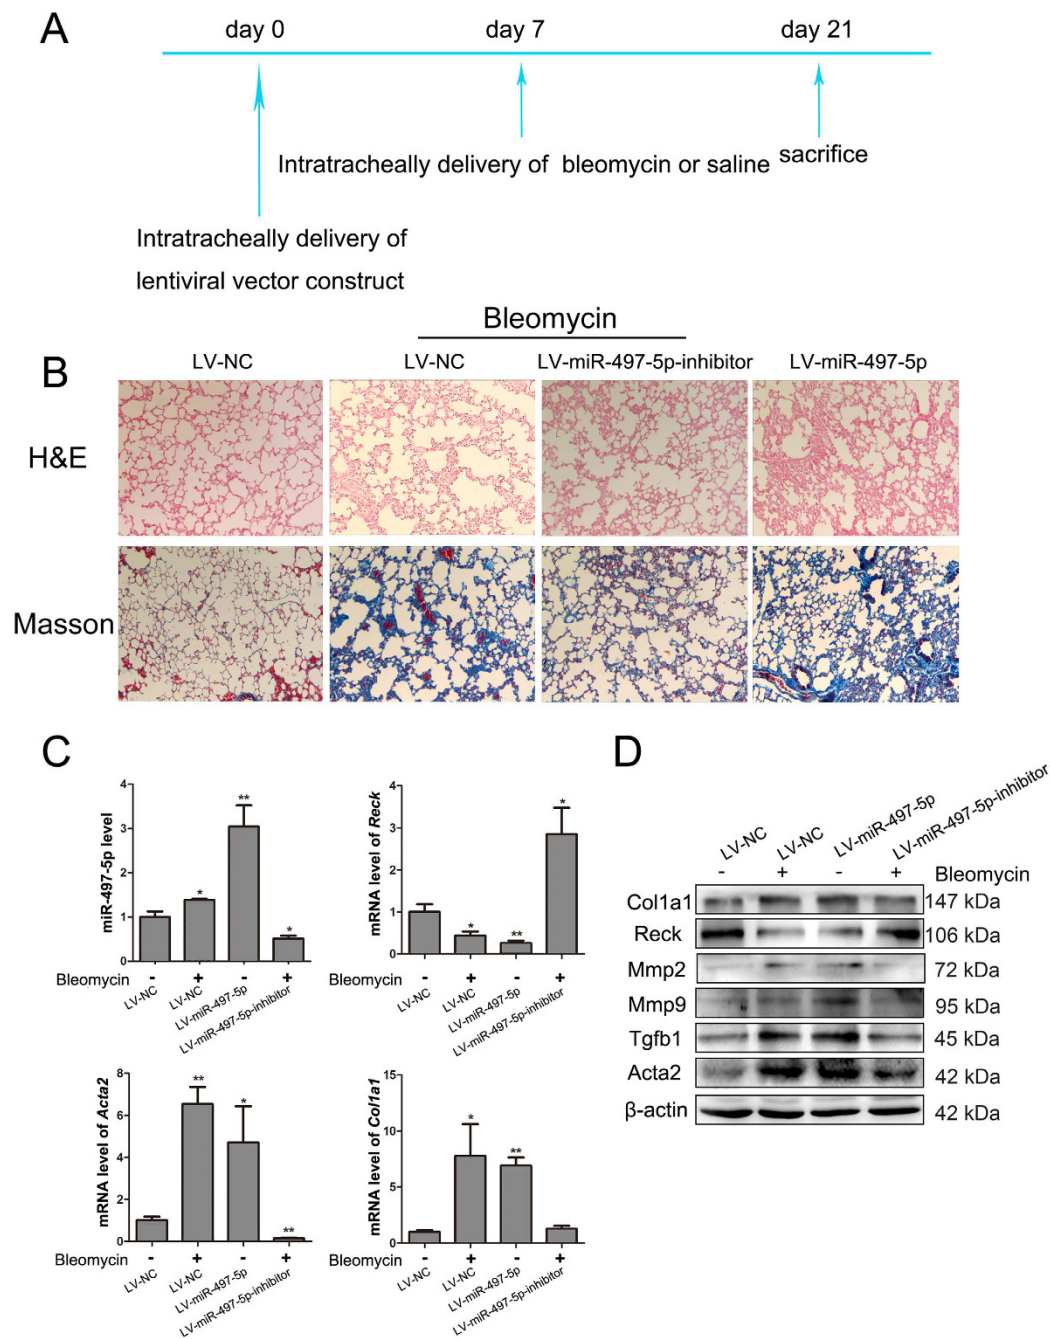 A
day 0 day 7 day 21
Intratracheally delivery of bleomycin or saline sacrifice
Intratracheally delivery of
lentiviral vector construct
Bleomycin
B
LV-NC LV-NC LV-miR-497-5p-inhibitor LV-miR-497-5p
H&E
Masson
C
miR-497-5p level
4
3
2
1
0
*
**
*
Bleomycin - + - +
LV-NC
LV-NC
LV-miR-497-5p
LV-miR-497-5p-inhibitor
mRNA level of Reck
4
3
2
1
0
*
**
*
Bleomycin - + - +
LV-NC
LV-NC
LV-miR-497-5p
LV-miR-497-5p-inhibitor
mRNA level of Acta2
8
6
4
2
0
**
*
**
Bleomycin - + - +
LV-NC
LV-NC
LV-miR-497-5p
LV-miR-497-5p-inhibitor
mRNA level of Col1a1
15
10
5
0
*
**
Bleomycin - + - +
LV-NC
LV-NC
LV-miR-497-5p
LV-miR-497-5p-inhibitor
D
LV-NC
LV-NC
LV-miR-497-5p
LV-miR-497-5p-inhibitor
- + - + Bleomycin
Col1a1 147 kDa
Reck 106 kDa
Mmp2 72 kDa
Mmp9 95 kDa
Tgfb1 45 kDa
Acta2 42 kDa
β-actin 42 kDa